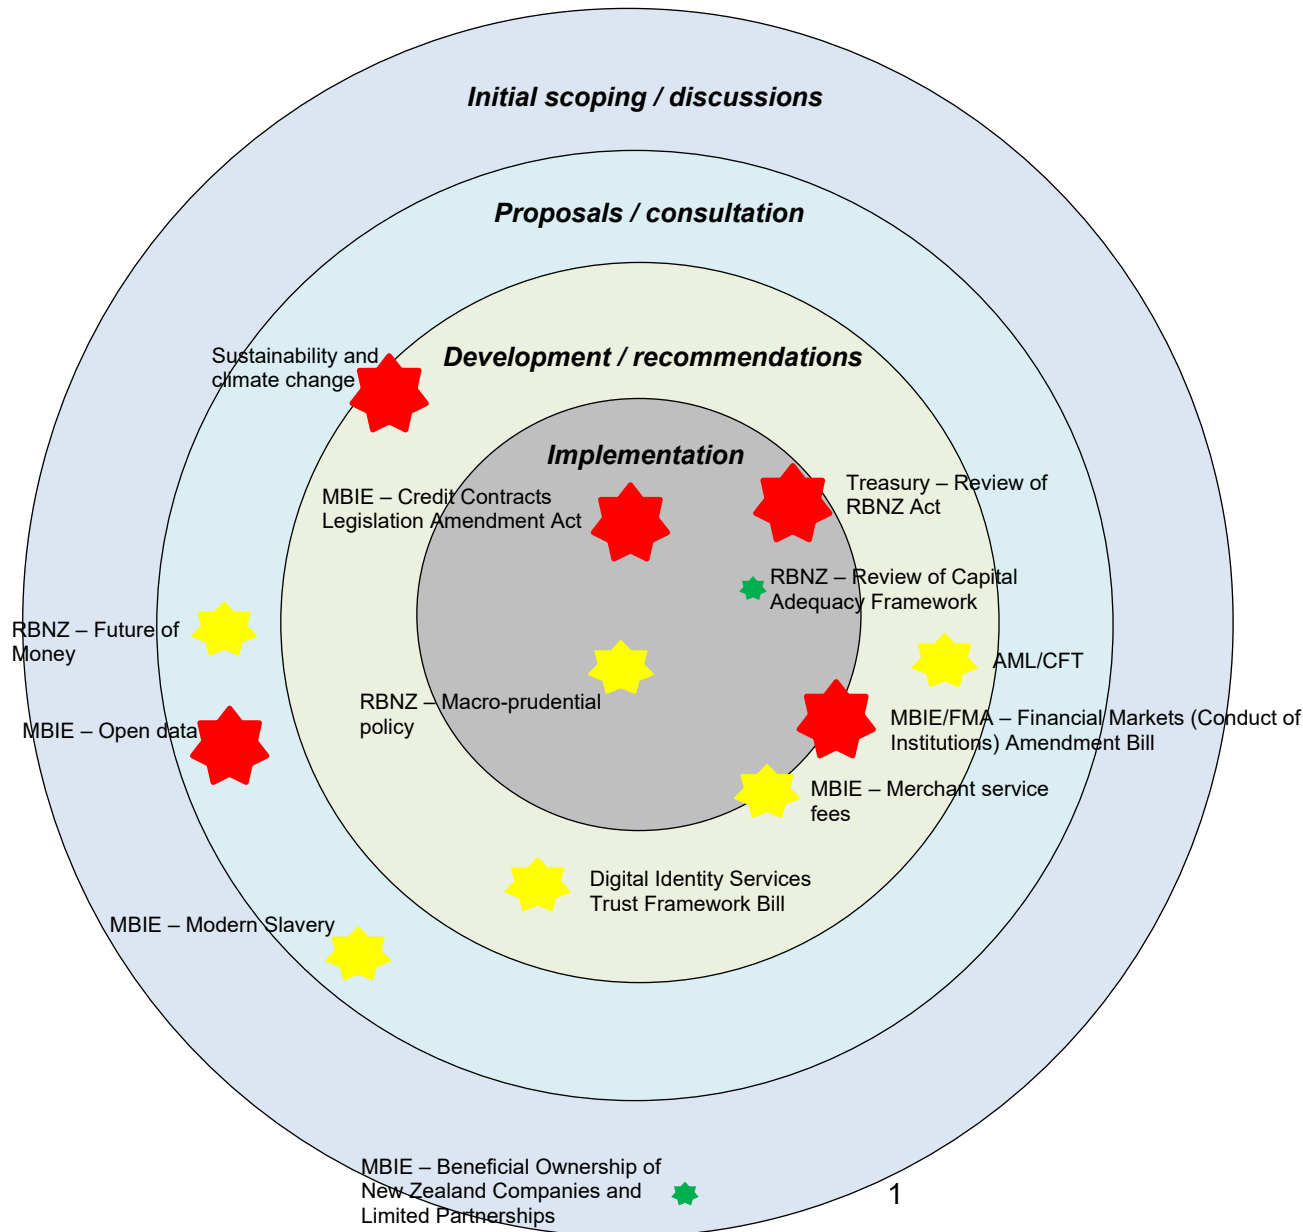 Initial scoping / discussions
Proposals / consultation
Development / recommendations
Sustainability and
climate change
Implementation
MBIE – Credit Contracts
Legislation Amendment Act
Treasury – Review of
RBNZ Act
RBNZ – Review of Capital
Adequacy Framework
RBNZ – Future of
Money
AML/CFT
RBNZ – Macro-prudential
policy
MBIE – Open data
MBIE/FMA – Financial Markets (Conduct of
Institutions) Amendment Bill
MBIE – Merchant service
fees
Digital Identity Services
Trust Framework Bill
MBIE – Modern Slavery
MBIE – Beneficial Ownership of
New Zealand Companies and
Limited Partnerships
1